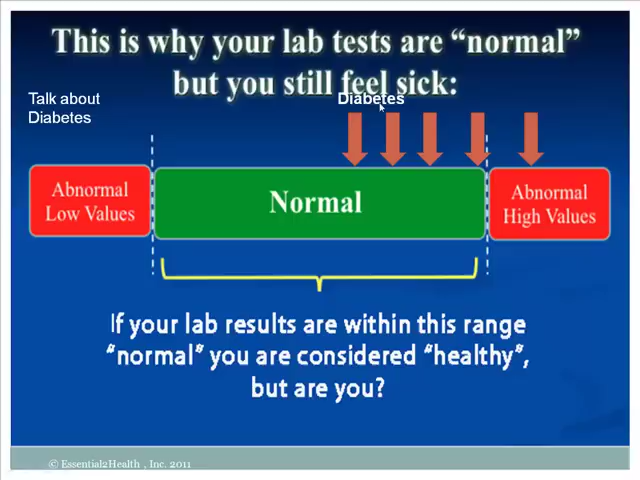 This is why your lab tests are “normal”
but you still feel sick:
Talk about
Diabetes
Diabetes
Abnormal
Low Values
Normal
Abnormal
High Values
If your lab results are within this range
“normal” you are considered “healthy”,
but are you?
© Essential2Health , Inc. 2011